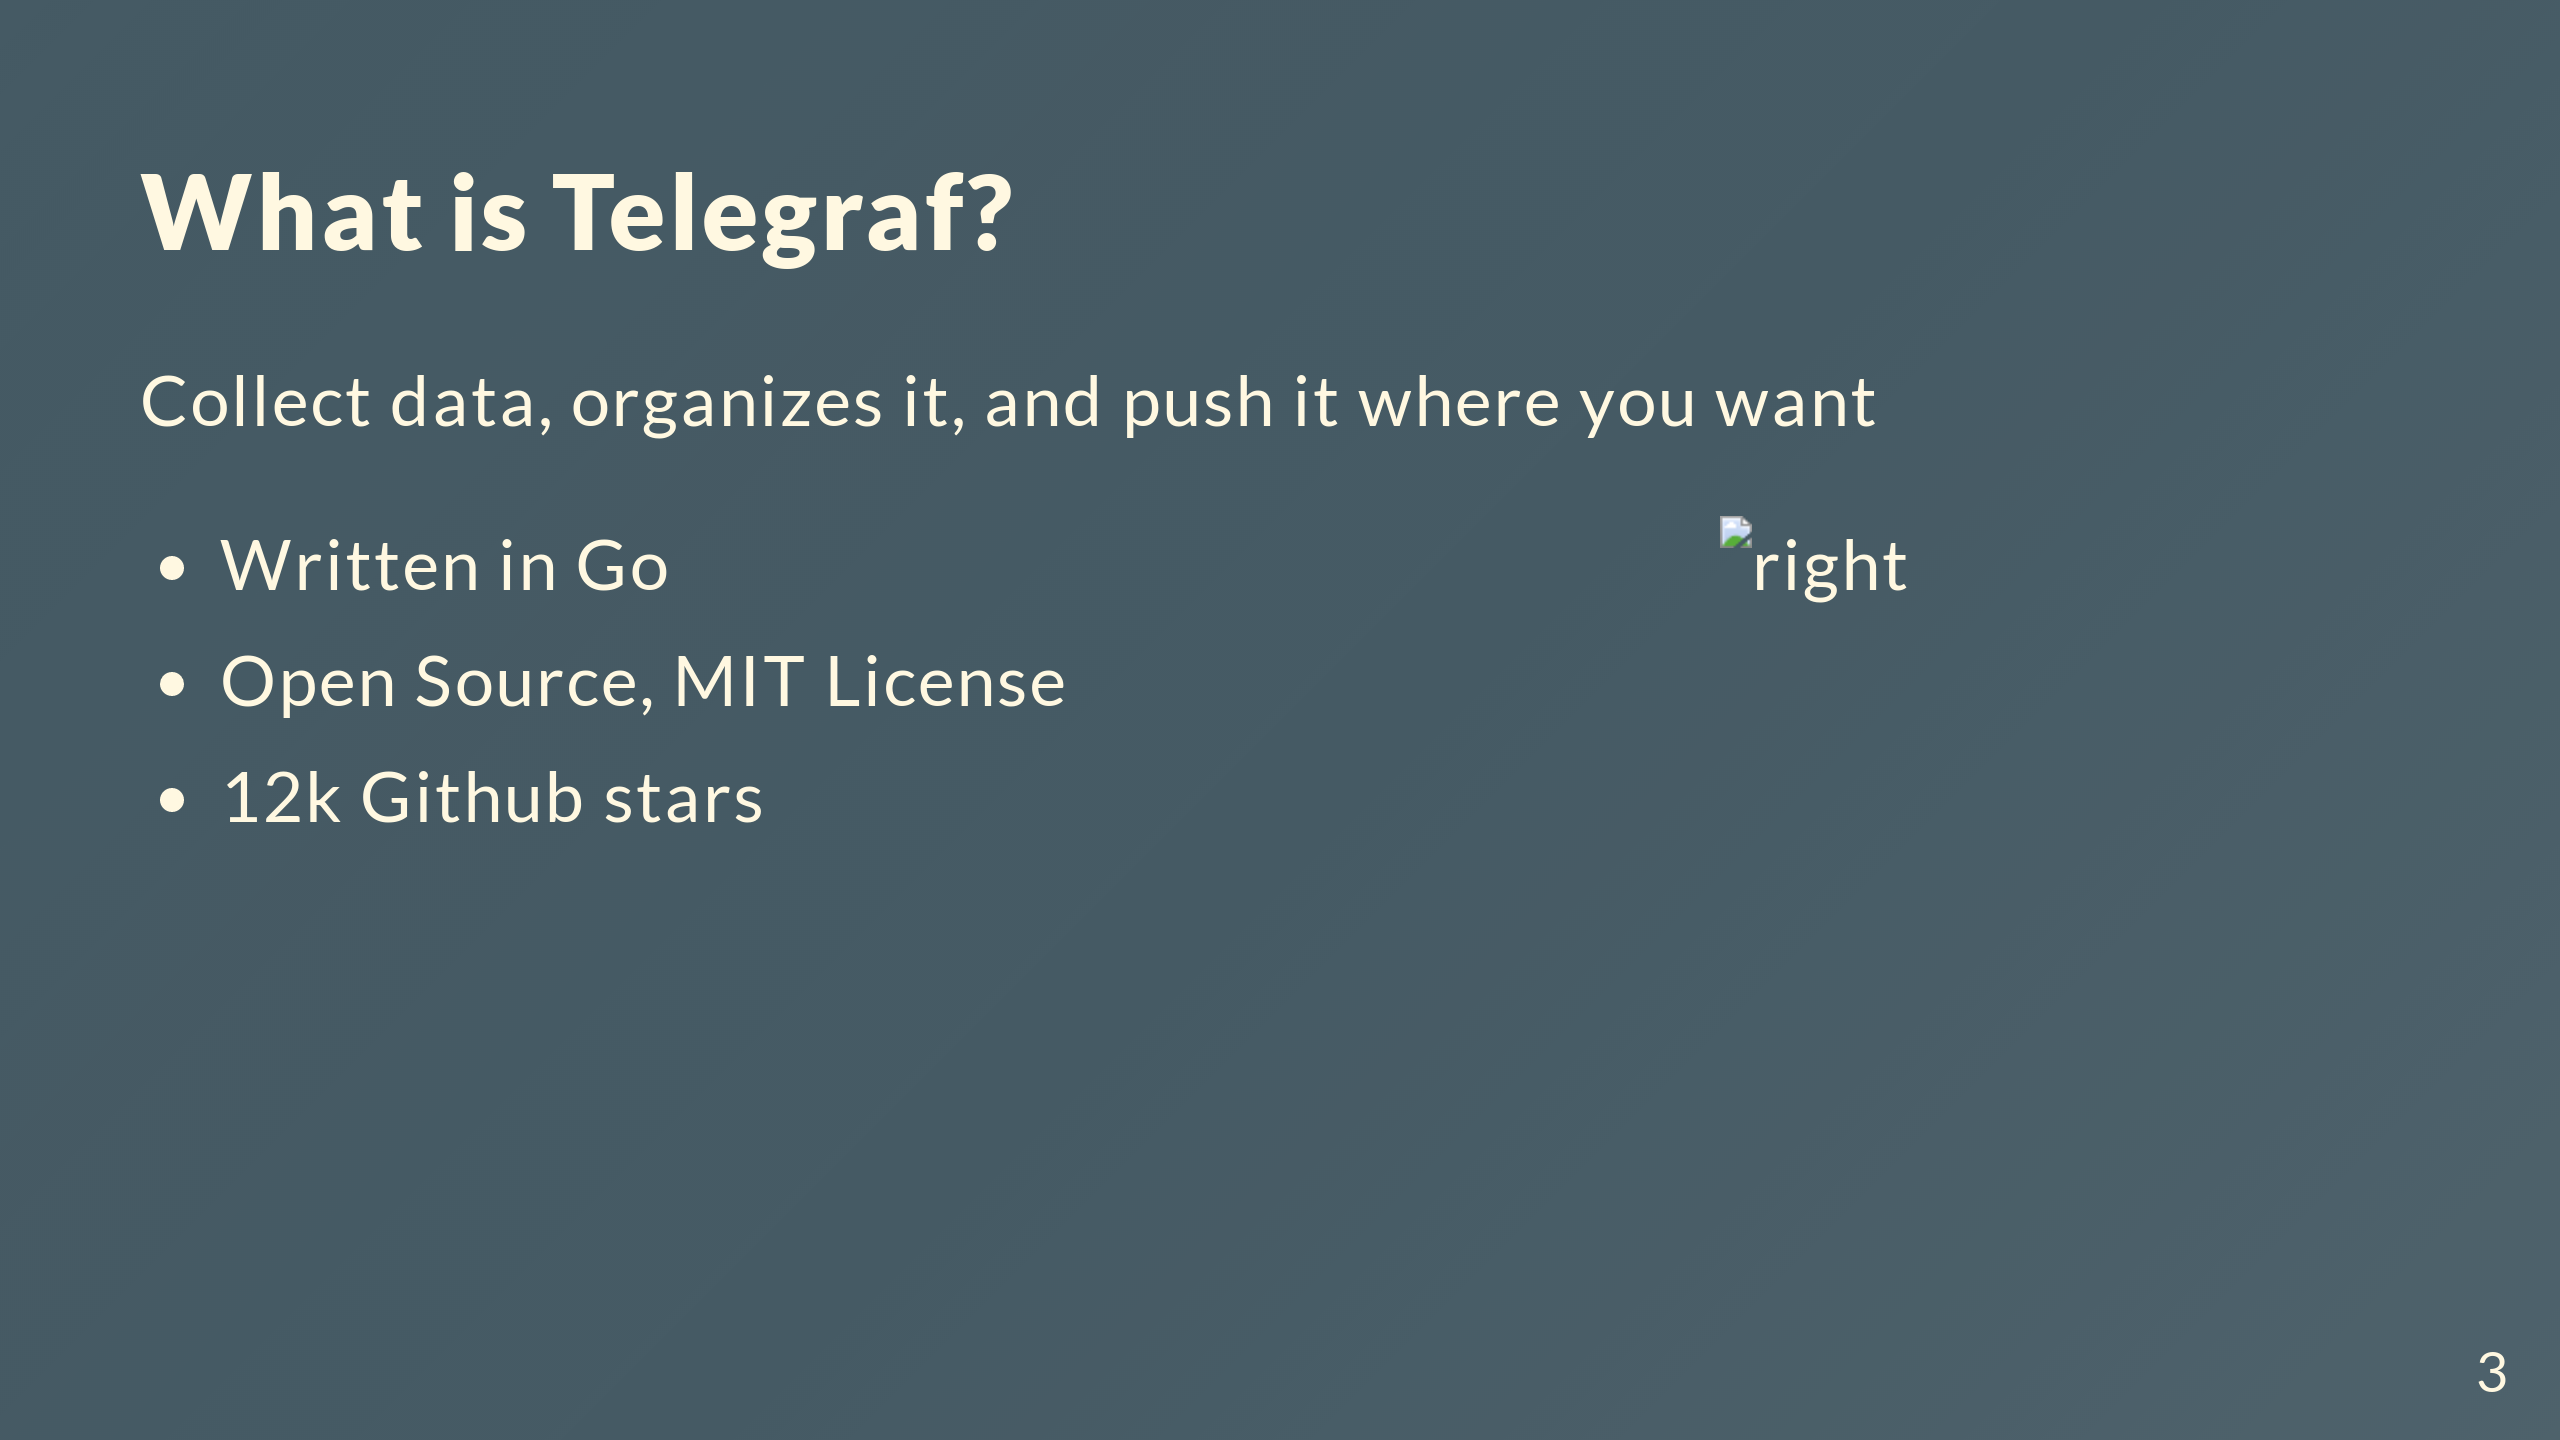 What is Telegraf?
Collect data, organizes it, and push it where you want
• Written in Go
• Open Source, MIT License
• 12k Github stars
right
3